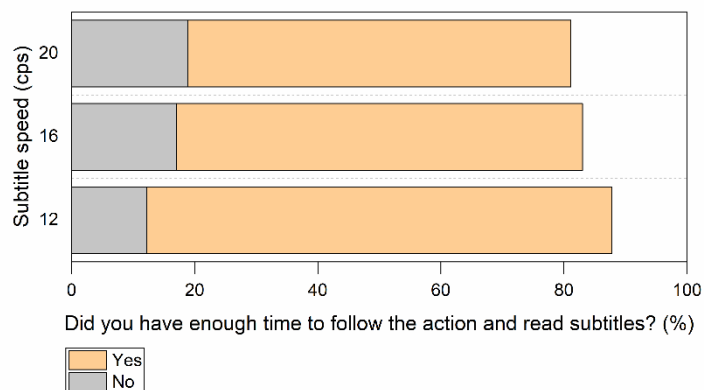 Subtitle speed (cps)
20
16
12
0 20 40 60 80 100
Did you have enough time to follow the action and read subtitles? (%)
Yes
No